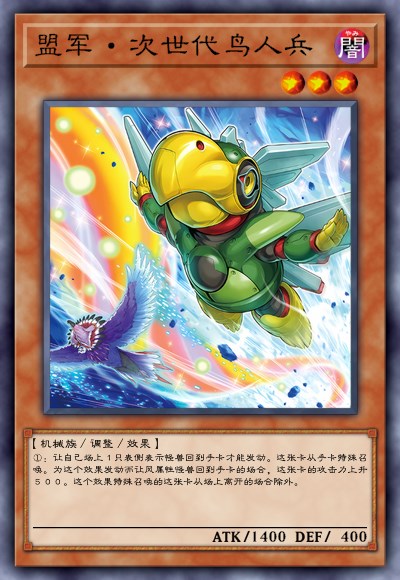 盟军·次世代鸟人兵
やみ
闇
【机械族/调整/效果】
①：让自己场上1只表侧表示怪兽回到手卡才能发动。这张卡从手卡特殊召
唤。为这个效果发动而让风属性怪兽回到手卡的场合，这张卡的攻击力上升
５００。这个效果特殊召唤的这张卡从场上离开的场合除外。
ATK/1400 DEF/ 400